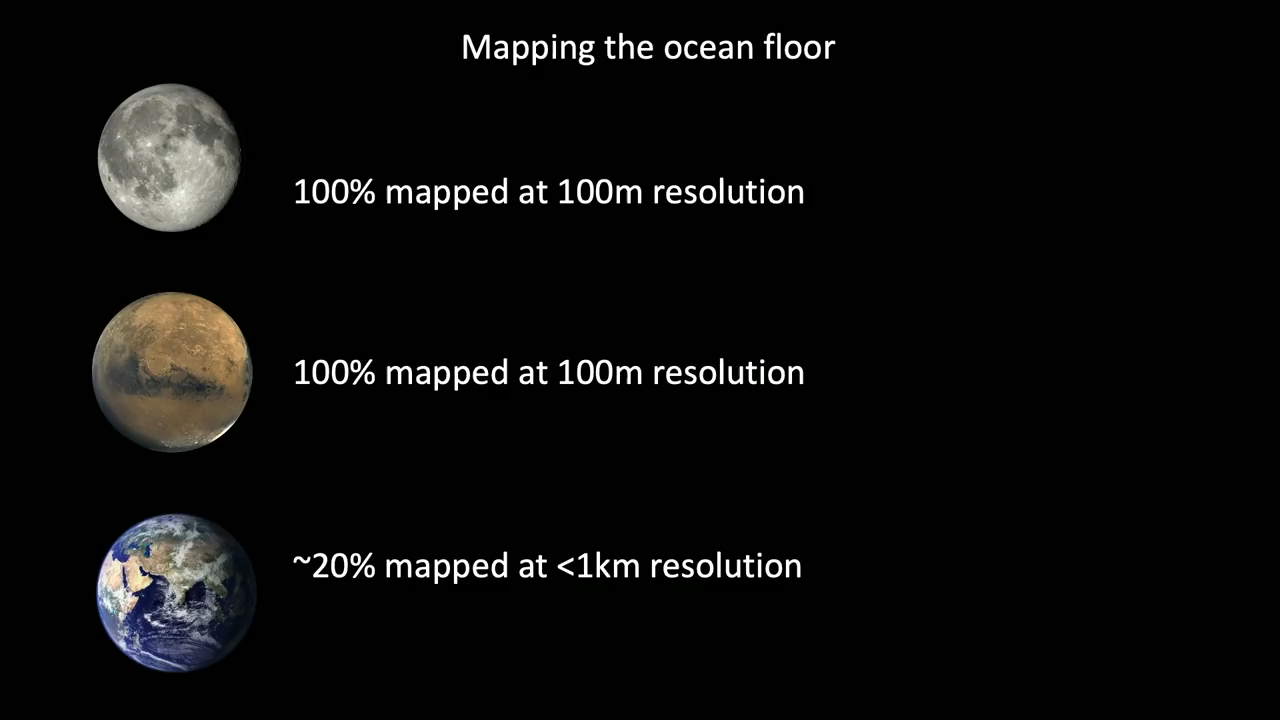 Mapping the ocean floor
100% mapped at 100m resolution
100% mapped at 100m resolution
~20% mapped at <1km resolution